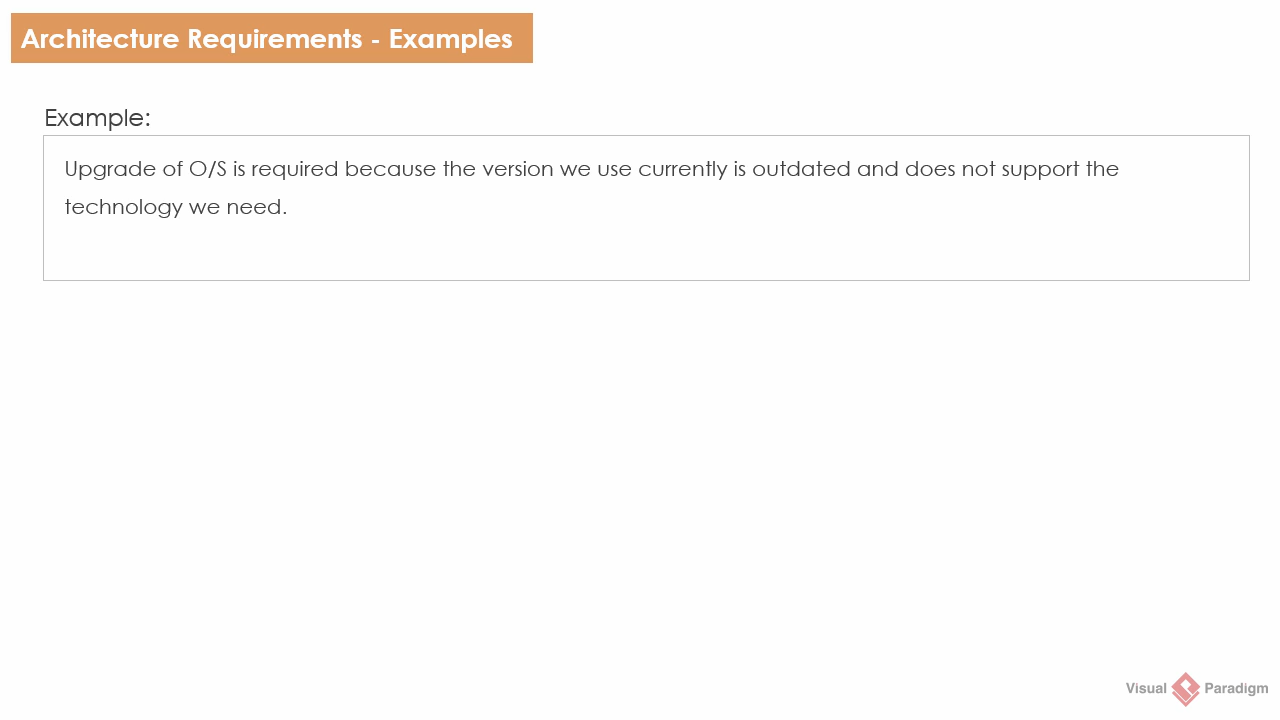 Architecture Requirements - Examples
Example:
Upgrade of O/S is required because the version we use currently is outdated and does not support the
technology we need.
Visual Paradigm